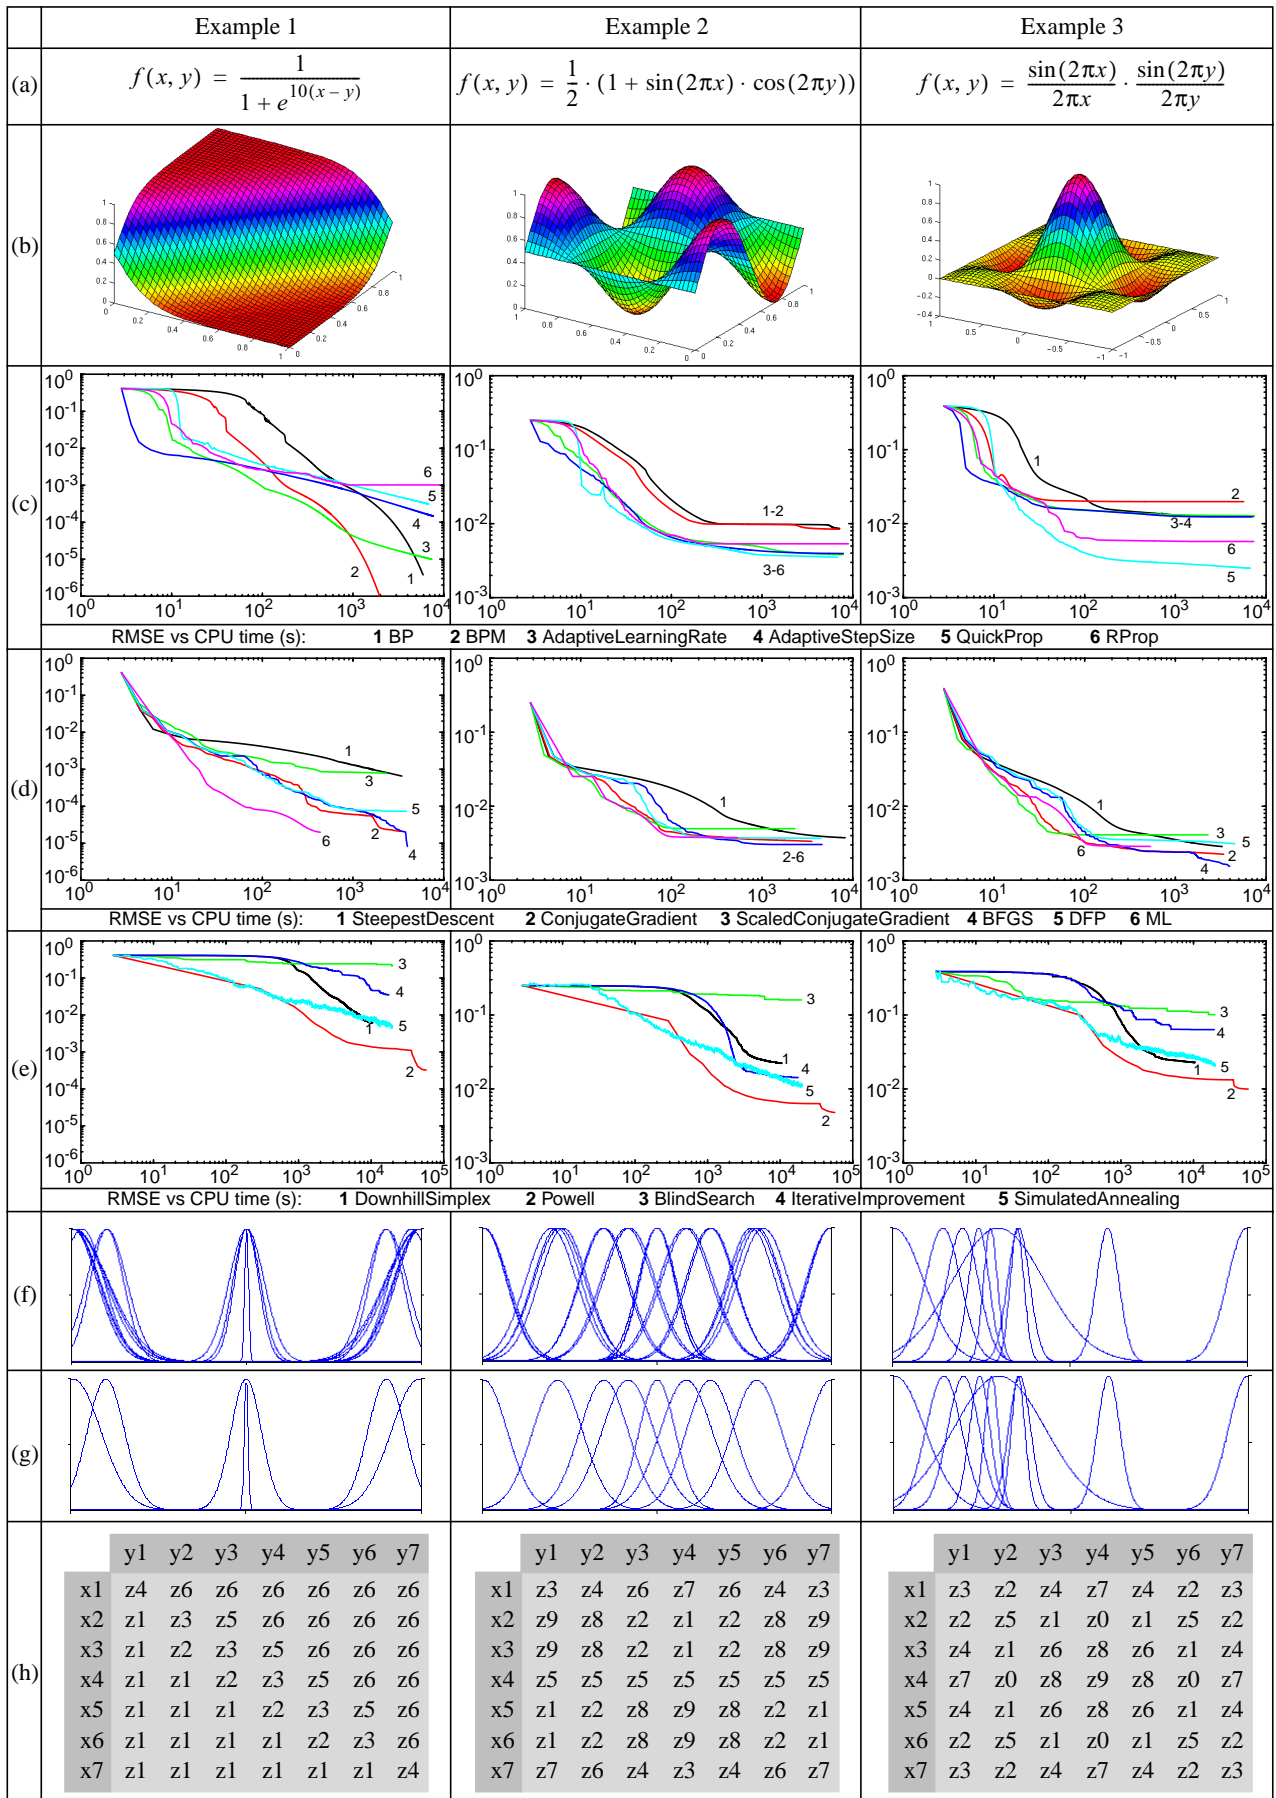 Example 1 Example 2 Example 3
(a) f(x, y) = 1 / (1 + e^10(x − y)) f(x, y) = 1/2 · (1 + sin(2πx) · cos(2πy)) f(x, y) = sin(2πx)/2πx · sin(2πy)/2πy
(b)
(c)
RMSE vs CPU time (s): 1 BP 2 BPM 3 AdaptiveLearningRate 4 AdaptiveStepSize 5 QuickProp 6 RProp
(d)
RMSE vs CPU time (s): 1 SteepestDescent 2 ConjugateGradient 3 ScaledConjugateGradient 4 BFGS 5 DFP 6 ML
(e)
RMSE vs CPU time (s): 1 DownhillSimplex 2 Powell 3 BlindSearch 4 IterativeImprovement 5 SimulatedAnnealing
(f)
(g)
(h)
y1 y2 y3 y4 y5 y6 y7
x1 z4 z6 z6 z6 z6 z6 z6
x2 z1 z3 z5 z6 z6 z6 z6
x3 z1 z2 z3 z5 z6 z6 z6
x4 z1 z1 z2 z3 z5 z6 z6
x5 z1 z1 z1 z2 z3 z5 z6
x6 z1 z1 z1 z1 z2 z3 z6
x7 z1 z1 z1 z1 z1 z1 z4
y1 y2 y3 y4 y5 y6 y7
x1 z3 z4 z6 z7 z6 z4 z3
x2 z9 z8 z2 z1 z2 z8 z9
x3 z9 z8 z2 z1 z2 z8 z9
x4 z5 z5 z5 z5 z5 z5 z5
x5 z1 z2 z8 z9 z8 z2 z1
x6 z1 z2 z8 z9 z8 z2 z1
x7 z7 z6 z4 z3 z4 z6 z7
y1 y2 y3 y4 y5 y6 y7
x1 z3 z2 z4 z7 z4 z2 z3
x2 z2 z5 z1 z0 z1 z5 z2
x3 z4 z1 z6 z8 z6 z1 z4
x4 z7 z0 z8 z9 z8 z0 z7
x5 z4 z1 z6 z8 z6 z1 z4
x6 z2 z5 z1 z0 z1 z5 z2
x7 z3 z2 z4 z7 z4 z2 z3